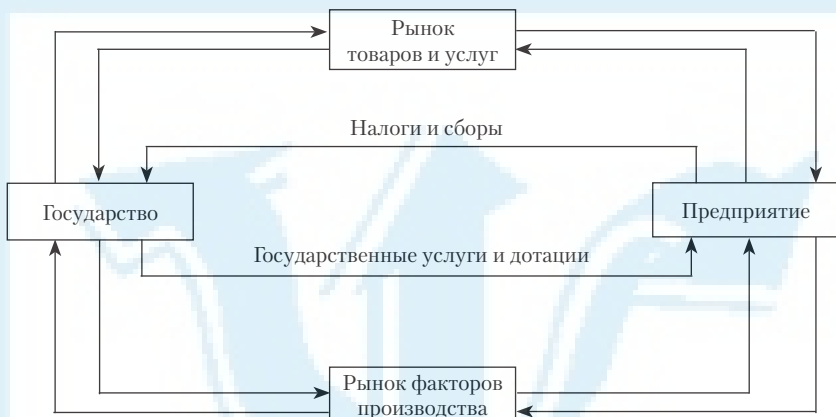 Рынок
товаров и услуг
Налоги и сборы
Государство
Предприятие
Государственные услуги и дотации
Рынок факторов
производства